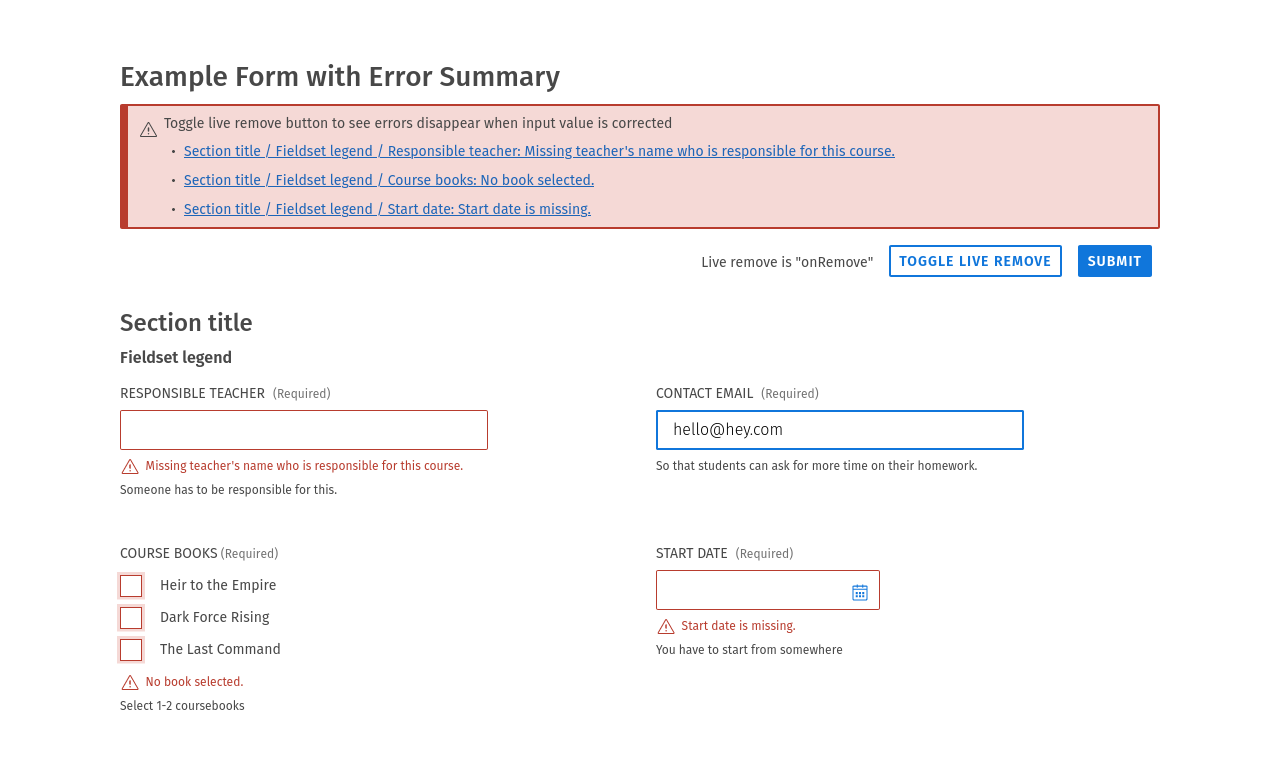 Example Form with Error Summary
Toggle live remove button to see errors disappear when input value is corrected
• Section title / Fieldset legend / Responsible teacher: Missing teacher's name who is responsible for this course.
• Section title / Fieldset legend / Course books: No book selected.
• Section title / Fieldset legend / Start date: Start date is missing.
Live remove is "onRemove" TOGGLE LIVE REMOVE SUBMIT
Section title
Fieldset legend
RESPONSIBLE TEACHER (Required)
Missing teacher's name who is responsible for this course.
Someone has to be responsible for this.
CONTACT EMAIL (Required)
hello@hey.com
So that students can ask for more time on their homework.
COURSE BOOKS (Required)
Heir to the Empire
Dark Force Rising
The Last Command
No book selected.
Select 1-2 coursebooks
START DATE (Required)
Start date is missing.
You have to start from somewhere